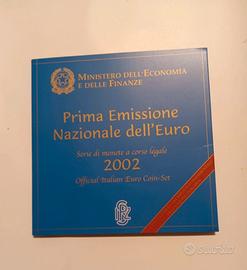 MINISTERO DELL'ECONOMIA
E DELLE FINANZE
Prima Emissione
Nazionale dell'Euro
Serie di monete a corso legale
2002
Official Italian Euro Coin-Set
subito